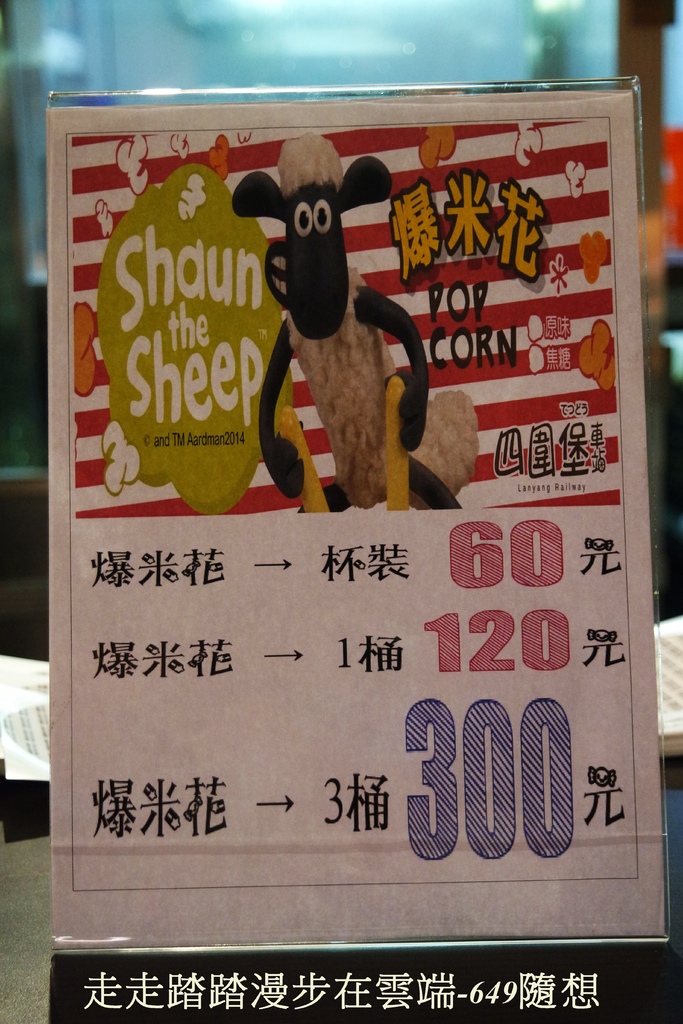 Shaun
the
Sheep™
© and TM Aardman2014
爆米花
POP
CORN
原味
焦糖
てつどう
四圍堡車站
Lanyang Railway
爆米花 → 杯裝 60 元
爆米花 → 1桶 120 元
爆米花 → 3桶 300 元
走走踏踏漫步在雲端-649隨想